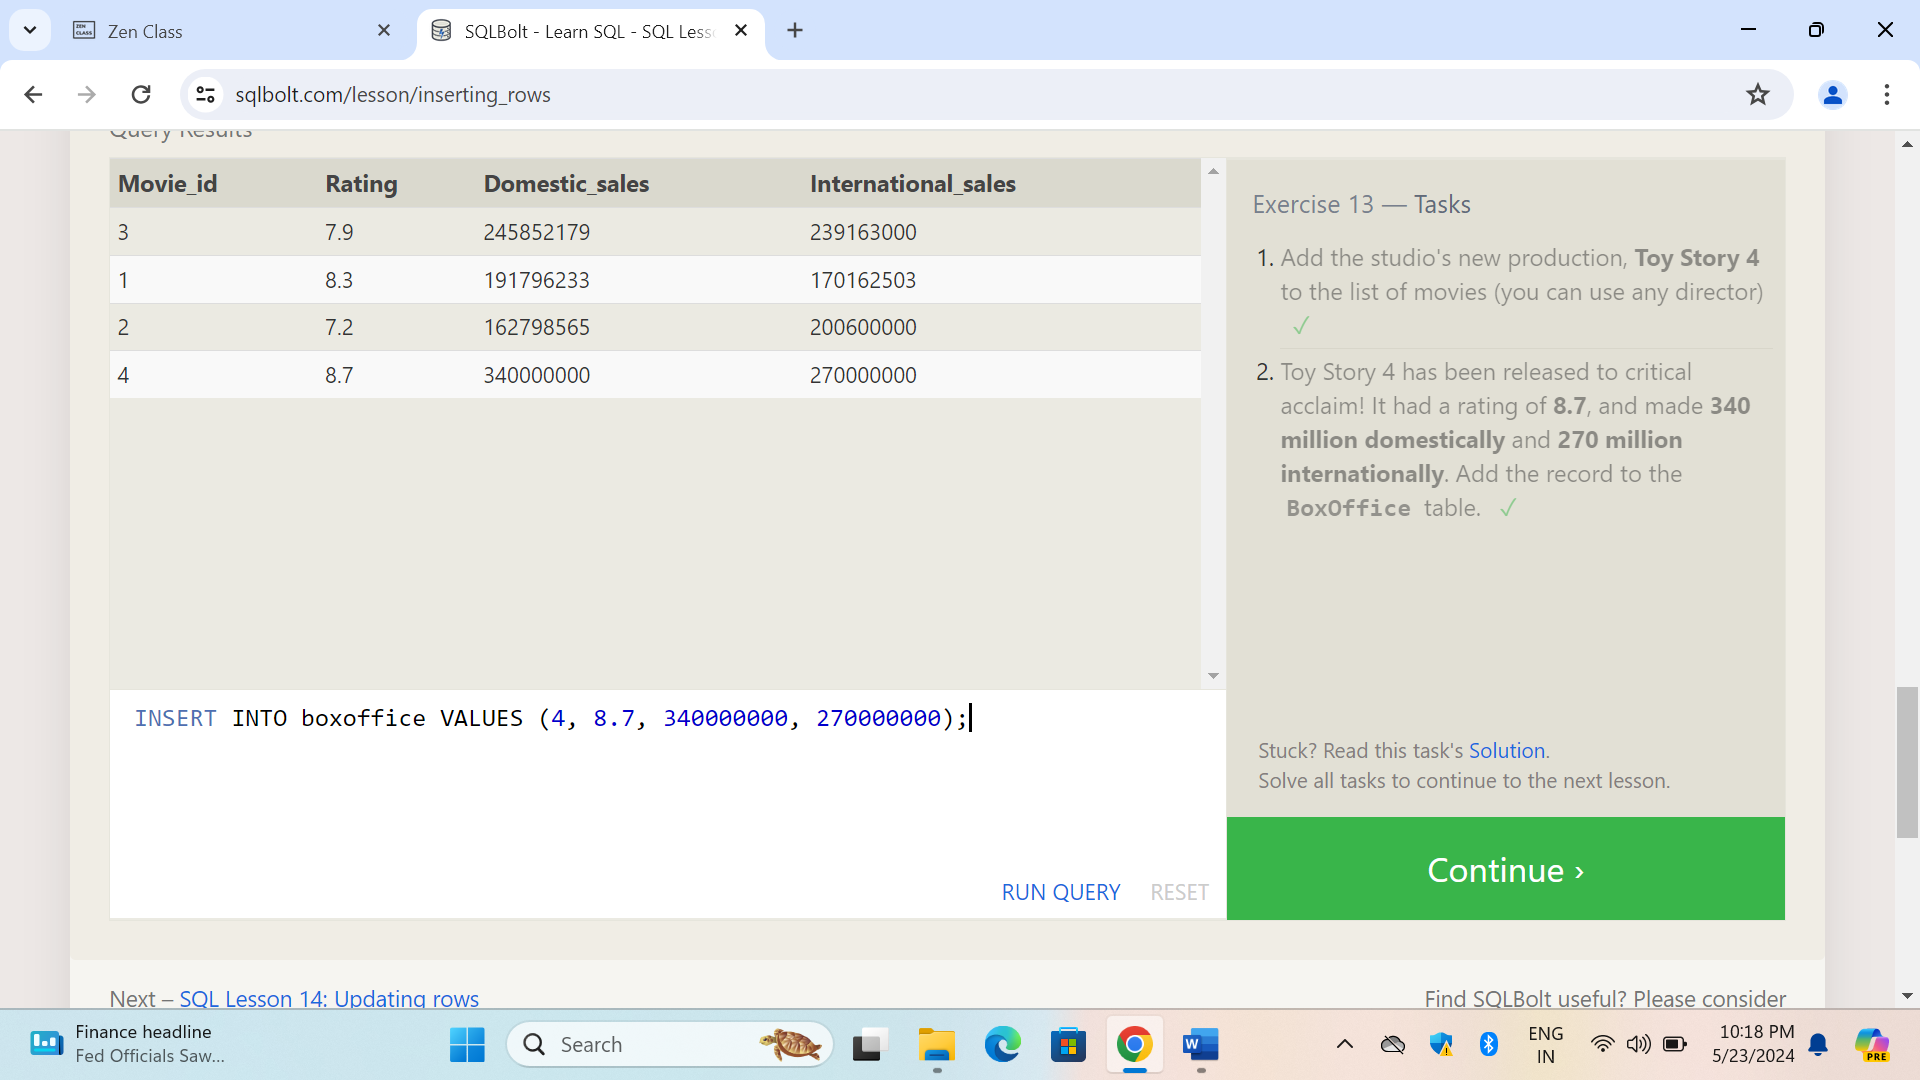 Zen Class
SQLBolt - Learn SQL - SQL Less
sqlbolt.com/lesson/inserting_rows
Query Results
Movie_id Rating Domestic_sales International_sales
3 7.9 245852179 239163000
1 8.3 191796233 170162503
2 7.2 162798565 200600000
4 8.7 340000000 270000000
INSERT INTO boxoffice VALUES (4, 8.7, 340000000, 270000000);
RUN QUERY RESET
Exercise 13 — Tasks
1. Add the studio's new production, Toy Story 4
to the list of movies (you can use any director)
✓
2. Toy Story 4 has been released to critical
acclaim! It had a rating of 8.7, and made 340
million domestically and 270 million
internationally. Add the record to the
BoxOffice table. ✓
Stuck? Read this task's Solution.
Solve all tasks to continue to the next lesson.
Continue ›
Next – SQL Lesson 14: Updating rows
Find SQLBolt useful? Please consider
Finance headline
Fed Officials Saw...
Search
ENG
IN
10:18 PM
5/23/2024
PRE